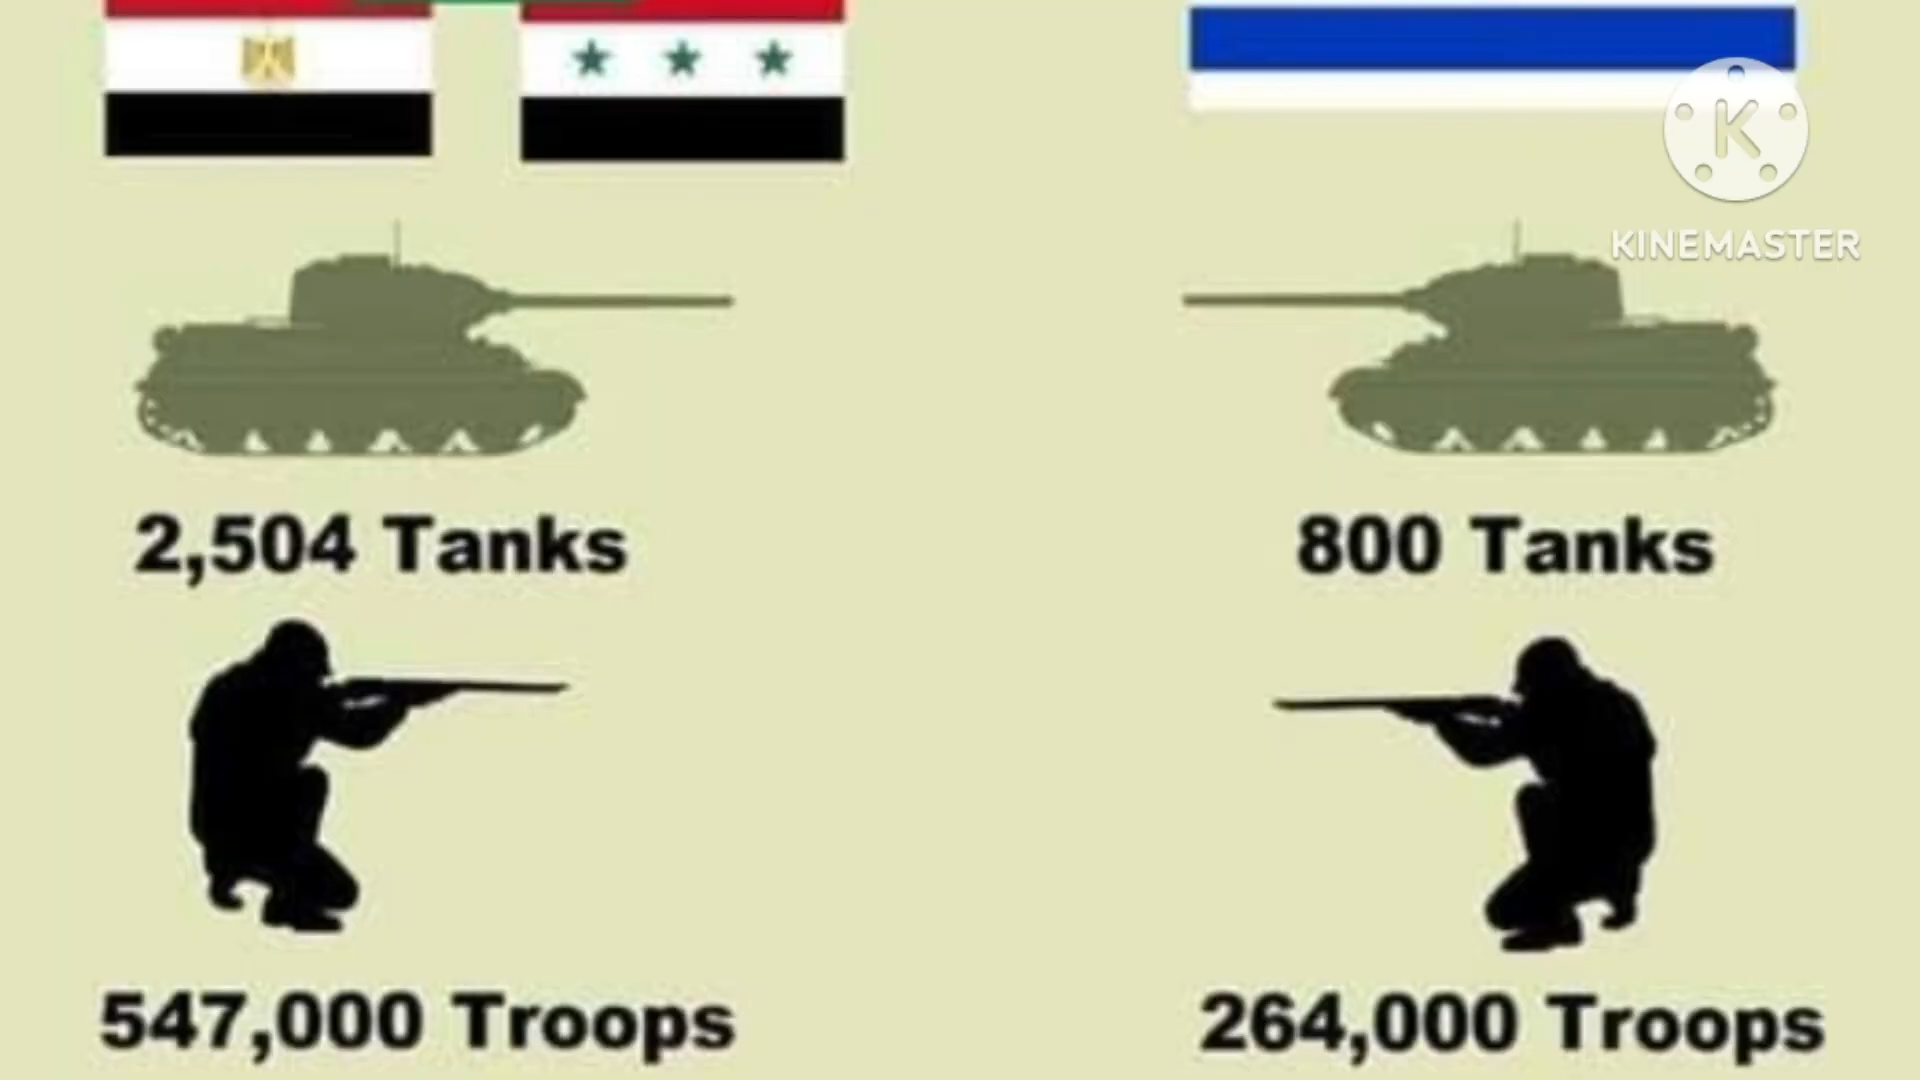 K
KINEMASTER
2,504 Tanks
800 Tanks
547,000 Troops
264,000 Troops